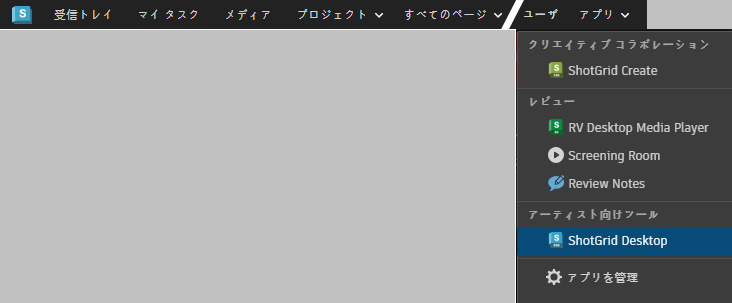 受信トレイ マイ タスク メディア プロジェクト すべてのページ ユーザ アプリ
クリエイティブ コラボレーション
ShotGrid Create
レビュー
RV Desktop Media Player
Screening Room
Review Notes
アーティスト向けツール
ShotGrid Desktop
アプリを管理